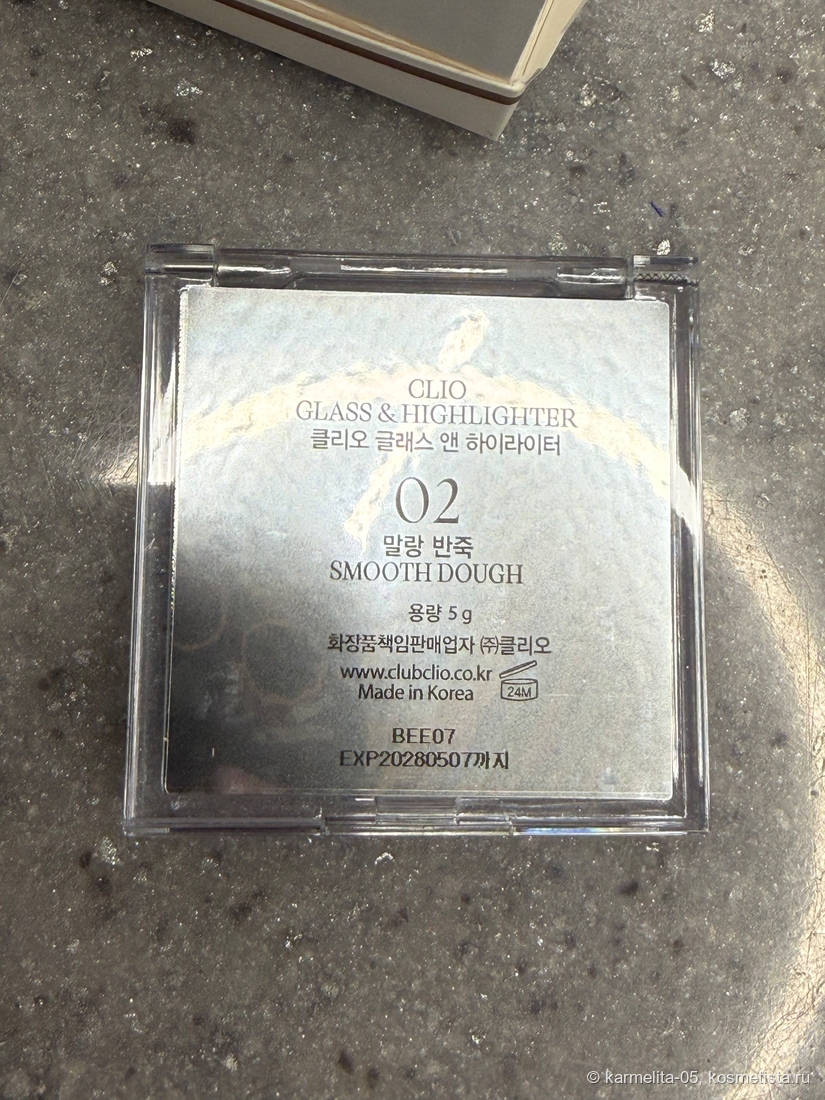 CLIO
GLASS & HIGHLIGHTER
클리오 글래스 앤 하이라이터
02
말랑 반죽
SMOOTH DOUGH
용량 5 g
화장품책임판매업자 ㈜클리오
www.clubclio.co.kr
Made in Korea
24M
BEE07
EXP20280507까지
© karmelita-05, kosmetista.ru